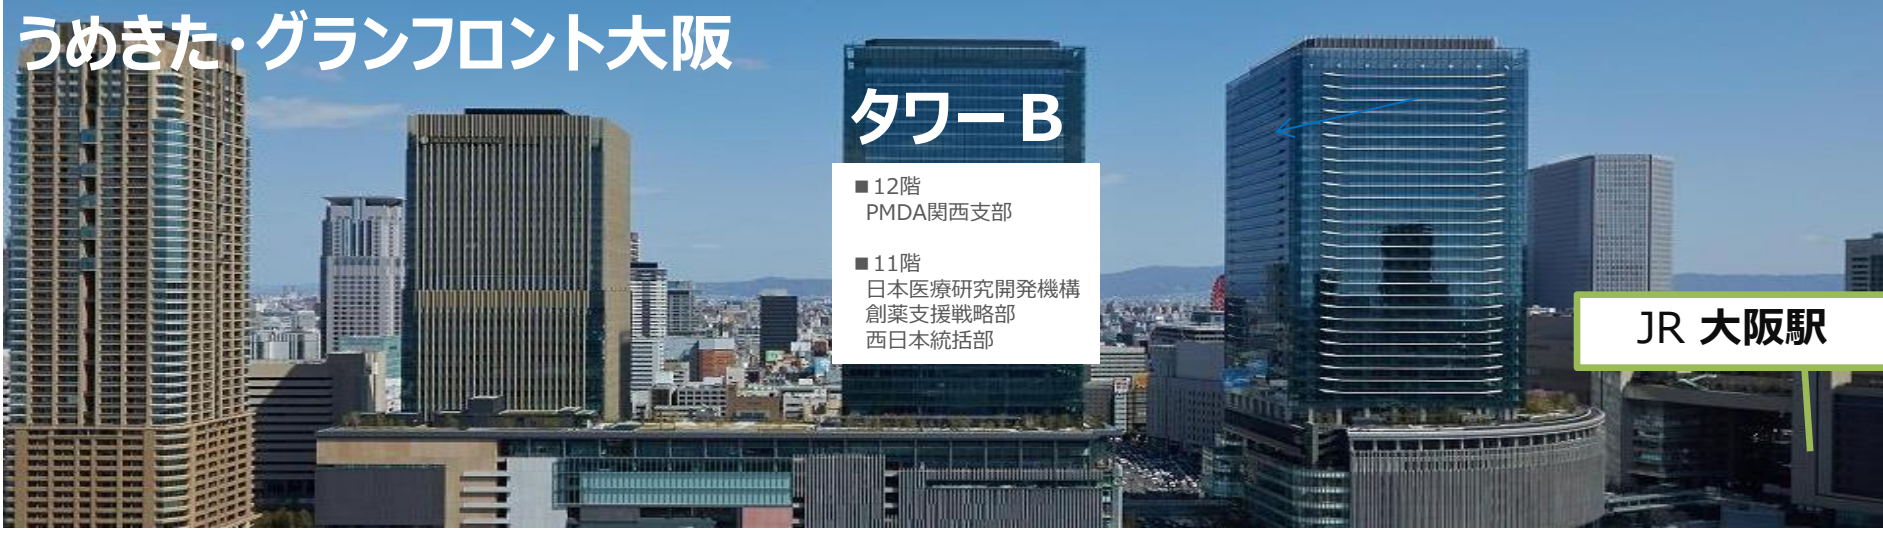 うめきた・グランフロント大阪
タワーB
■12階
PMDA関西支部
■11階
日本医療研究開発機構
創薬支援戦略部
西日本統括部
JR 大阪駅